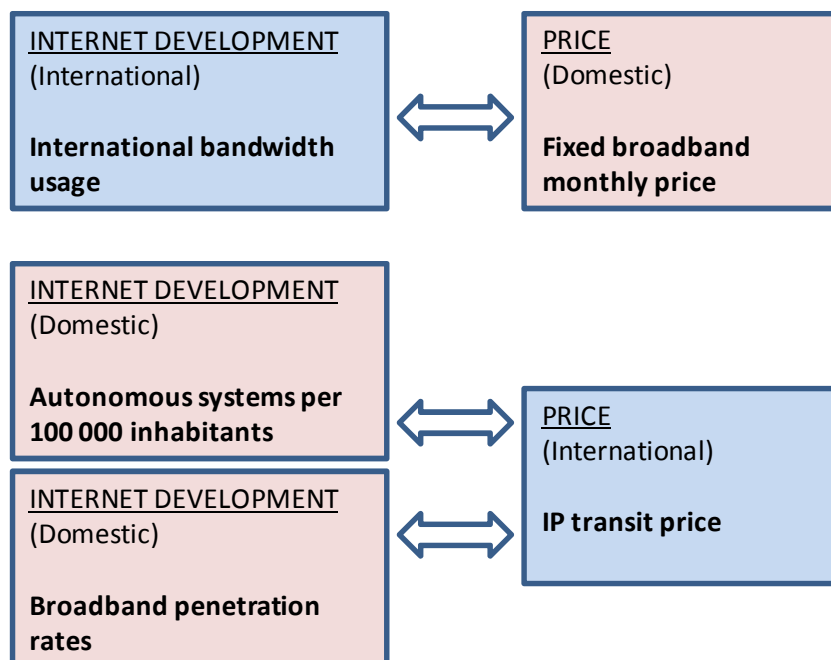 INTERNET DEVELOPMENT
(International)
International bandwidth
usage
PRICE
(Domestic)
Fixed broadband
monthly price
INTERNET DEVELOPMENT
(Domestic)
Autonomous systems per
100 000 inhabitants
INTERNET DEVELOPMENT
(Domestic)
Broadband penetration
rates
PRICE
(International)
IP transit price